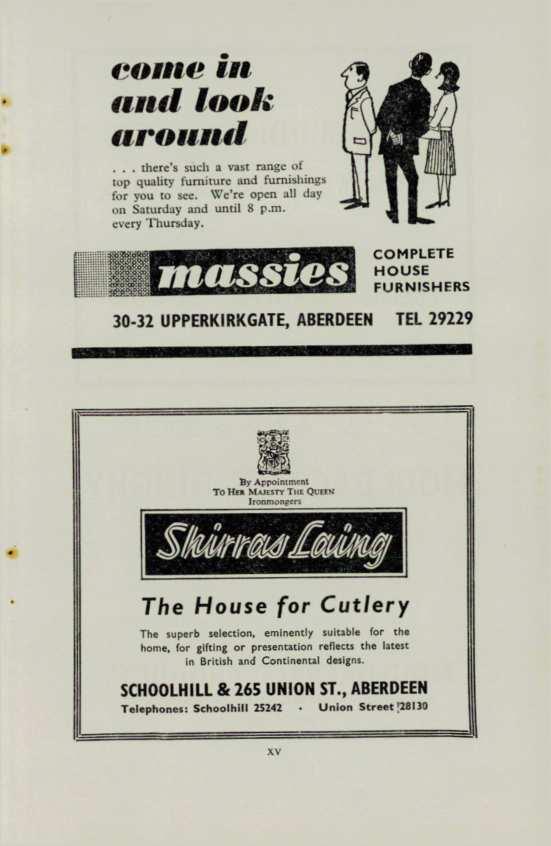 come in
and look
around
. . . there's such a vast range of
top quality furniture and furnishings
for you to see. We're open all day
on Saturday and until 8 p.m.
every Thursday.
massies
COMPLETE
HOUSE
FURNISHERS
30-32 UPPERKIRKGATE, ABERDEEN TEL 29229
By Appointment
To Her Majesty The Queen
Ironmongers
Shirras Laing
The House for Cutlery
The superb selection, eminently suitable for the
home, for gifting or presentation reflects the latest
in British and Continental designs.
SCHOOLHILL & 265 UNION ST., ABERDEEN
Telephones: Schoolhill 25242 · Union Street 28130
XV